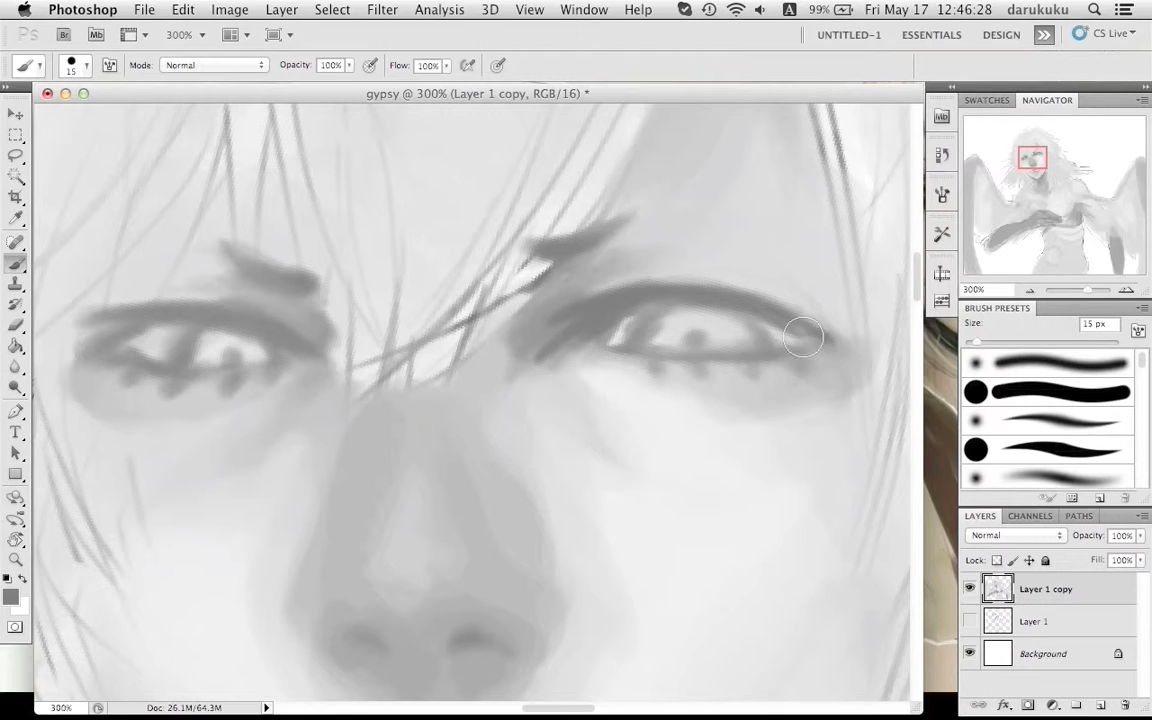 Photoshop File Edit Image Layer Select Filter Analysis 3D View Window Help A 99% Fri May 17 12:46:28 darukuku
Ps Br Mb 300% UNTITLED-1 ESSENTIALS DESIGN CS Live
15 Mode: Normal Opacity: 100% Flow: 100%
gypsy @ 300% (Layer 1 copy, RGB/16) *
SWATCHES NAVIGATOR
Mb
300%
BRUSH PRESETS
Size: 15 px
LAYERS CHANNELS PATHS
Normal Opacity: 100%
Lock: Fill: 100%
Layer 1 copy
Layer 1
Background
fx
T
300% Doc: 26.1M/64.3M